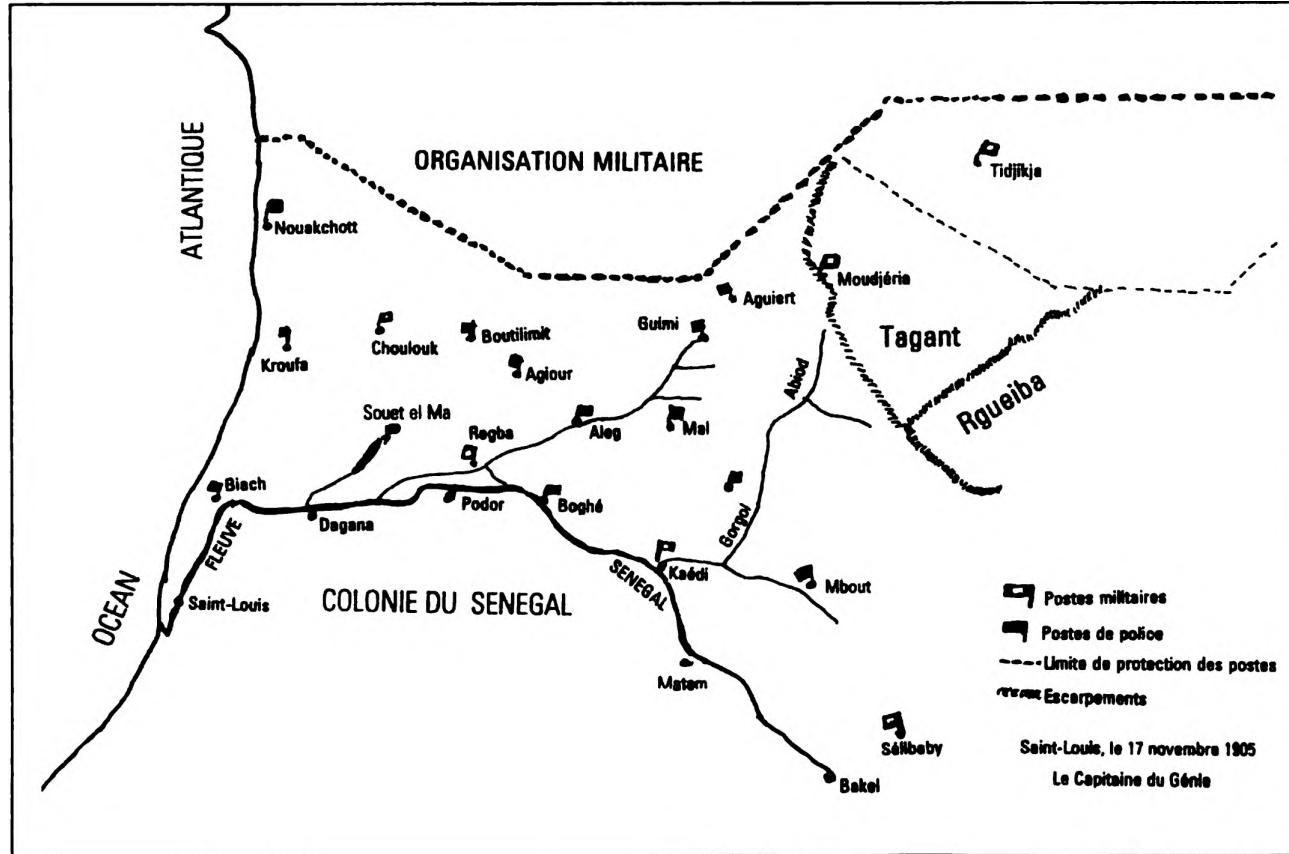 ORGANISATION MILITAIRE
ATLANTIQUE
Tidjikja
Nouakchott
Moudjéria
Aguiert
Tagant
Kroufa
Choulouk
Boutilimit
Guimi
Agiour
Abiod
Rgueiba
Souet el Ma
Regba
Aleg
Mal
Biach
Dagana
Podor
Boghé
Gorgol
FLEUVE
SENEGAL
Kaédi
Mbout
Saint-Louis
COLONIE DU SENEGAL
OCEAN
Matam
Sélibaby
Bakel
Postes militaires
Postes de police
Limite de protection des postes
Escarpements
Saint-Louis, le 17 novembre 1905
Le Capitaine du Génie